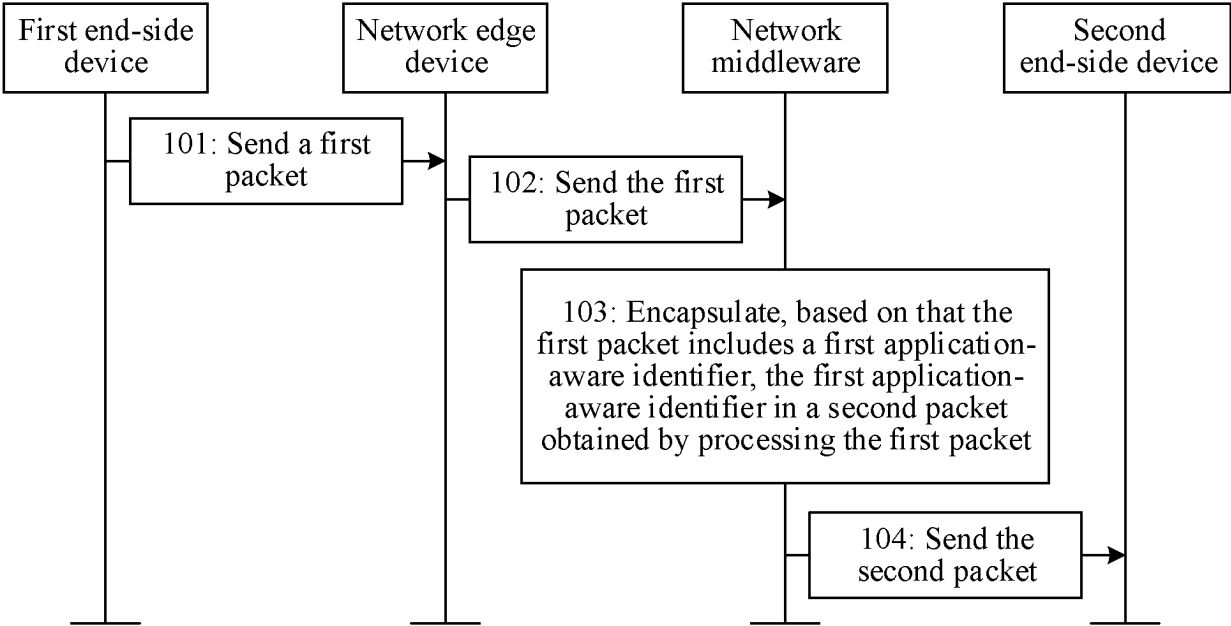 First end-side
device
Network edge
device
Network
middleware
Second
end-side device
101: Send a first
packet
102: Send the first
packet
103: Encapsulate, based on that the
first packet includes a first application-
aware identifier, the first application-
aware identifier in a second packet
obtained by processing the first packet
104: Send the
second packet